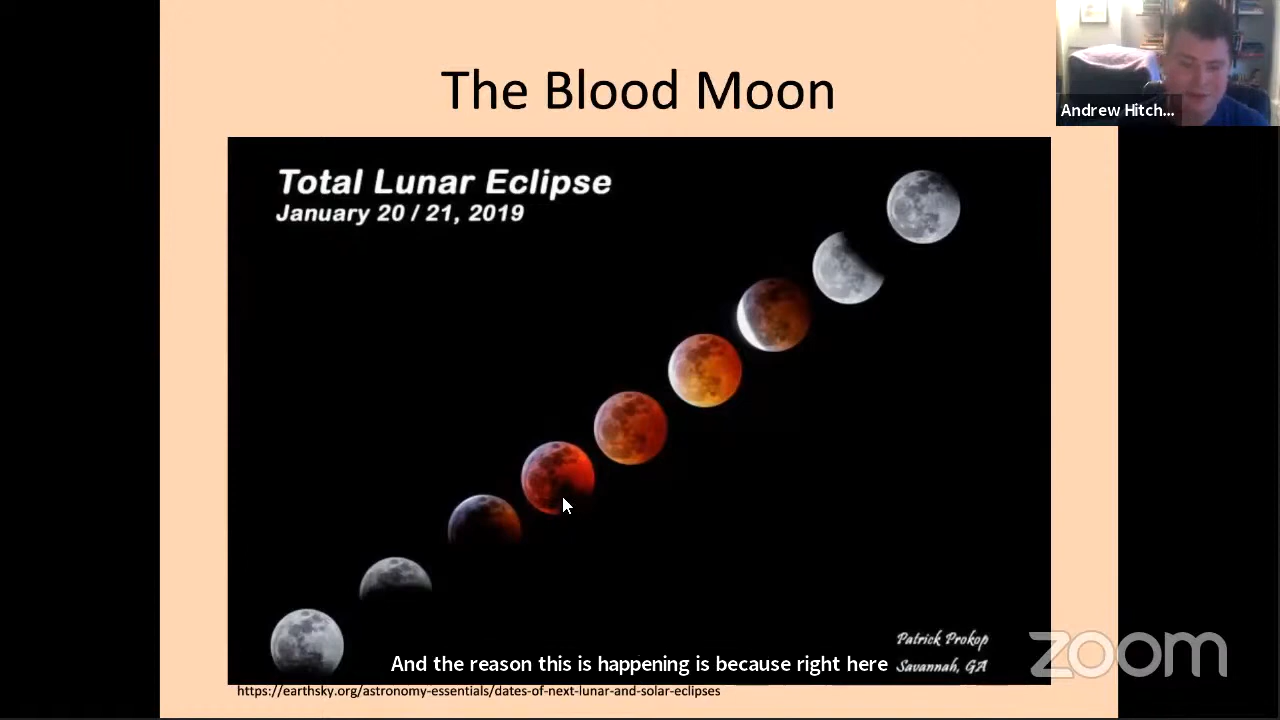 The Blood Moon
Andrew Hitch...
Total Lunar Eclipse
January 20 / 21, 2019
Patrick Prokop
Savannah, GA
And the reason this is happening is because right here
https://earthsky.org/astronomy-essentials/dates-of-next-lunar-and-solar-eclipses
zoom